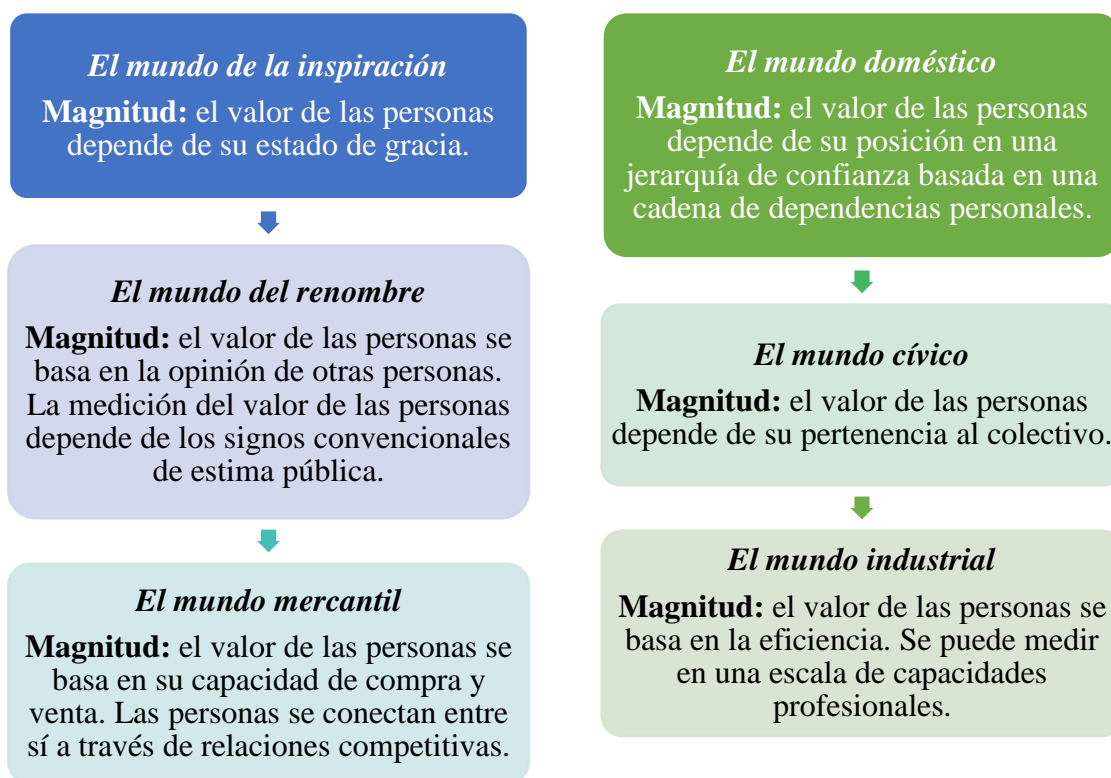 El mundo de la inspiración
Magnitud: el valor de las personas
depende de su estado de gracia.
El mundo del renombre
Magnitud: el valor de las personas se
basa en la opinión de otras personas.
La medición del valor de las personas
depende de los signos convencionales
de estima pública.
El mundo mercantil
Magnitud: el valor de las personas se
basa en su capacidad de compra y
venta. Las personas se conectan entre
sí a través de relaciones competitivas.
El mundo doméstico
Magnitud: el valor de las personas
depende de su posición en una
jerarquía de confianza basada en una
cadena de dependencias personales.
El mundo cívico
Magnitud: el valor de las personas
depende de su pertenencia al colectivo.
El mundo industrial
Magnitud: el valor de las personas se
basa en la eficiencia. Se puede medir
en una escala de capacidades
profesionales.